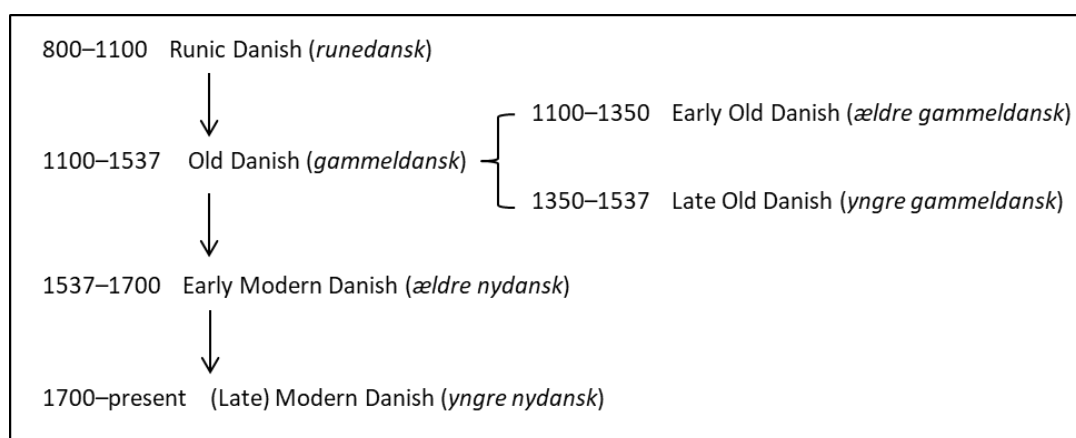 800–1100 Runic Danish (runedansk)
1100–1350 Early Old Danish (ældre gammeldansk)
1100–1537 Old Danish (gammeldansk)
1350–1537 Late Old Danish (yngre gammeldansk)
1537–1700 Early Modern Danish (ældre nydansk)
1700–present (Late) Modern Danish (yngre nydansk)